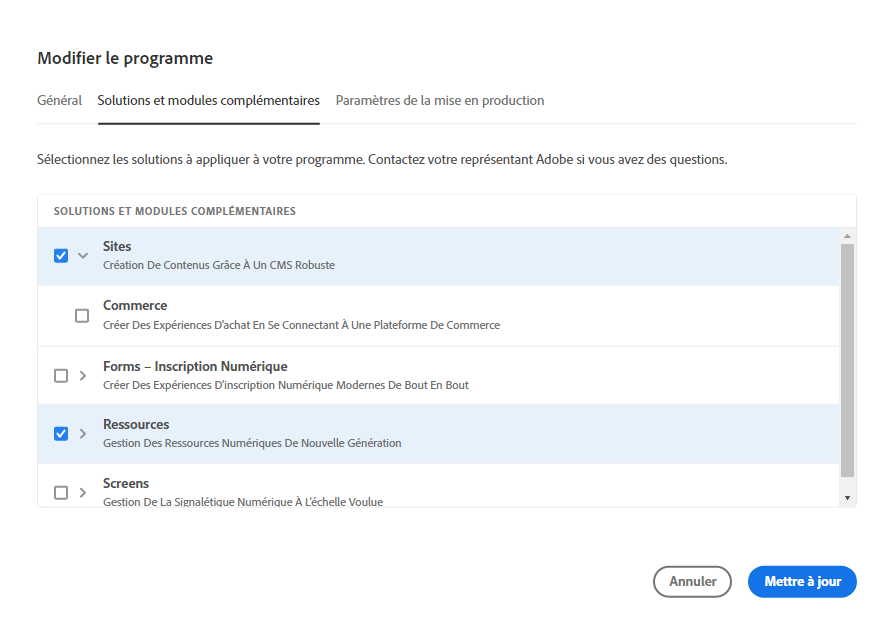 Modifier le programme
Général Solutions et modules complémentaires Paramètres de la mise en production
Sélectionnez les solutions à appliquer à votre programme. Contactez votre représentant Adobe si vous avez des questions.
SOLUTIONS ET MODULES COMPLÉMENTAIRES
Sites
Création De Contenus Grâce À Un CMS Robuste
Commerce
Créer Des Expériences D'achat En Se Connectant À Une Plateforme De Commerce
Forms – Inscription Numérique
Créer Des Expériences D'inscription Numérique Modernes De Bout En Bout
Ressources
Gestion Des Ressources Numériques De Nouvelle Génération
Screens
Gestion De La Signalétique Numérique À L'échelle Voulue
Annuler Mettre à jour